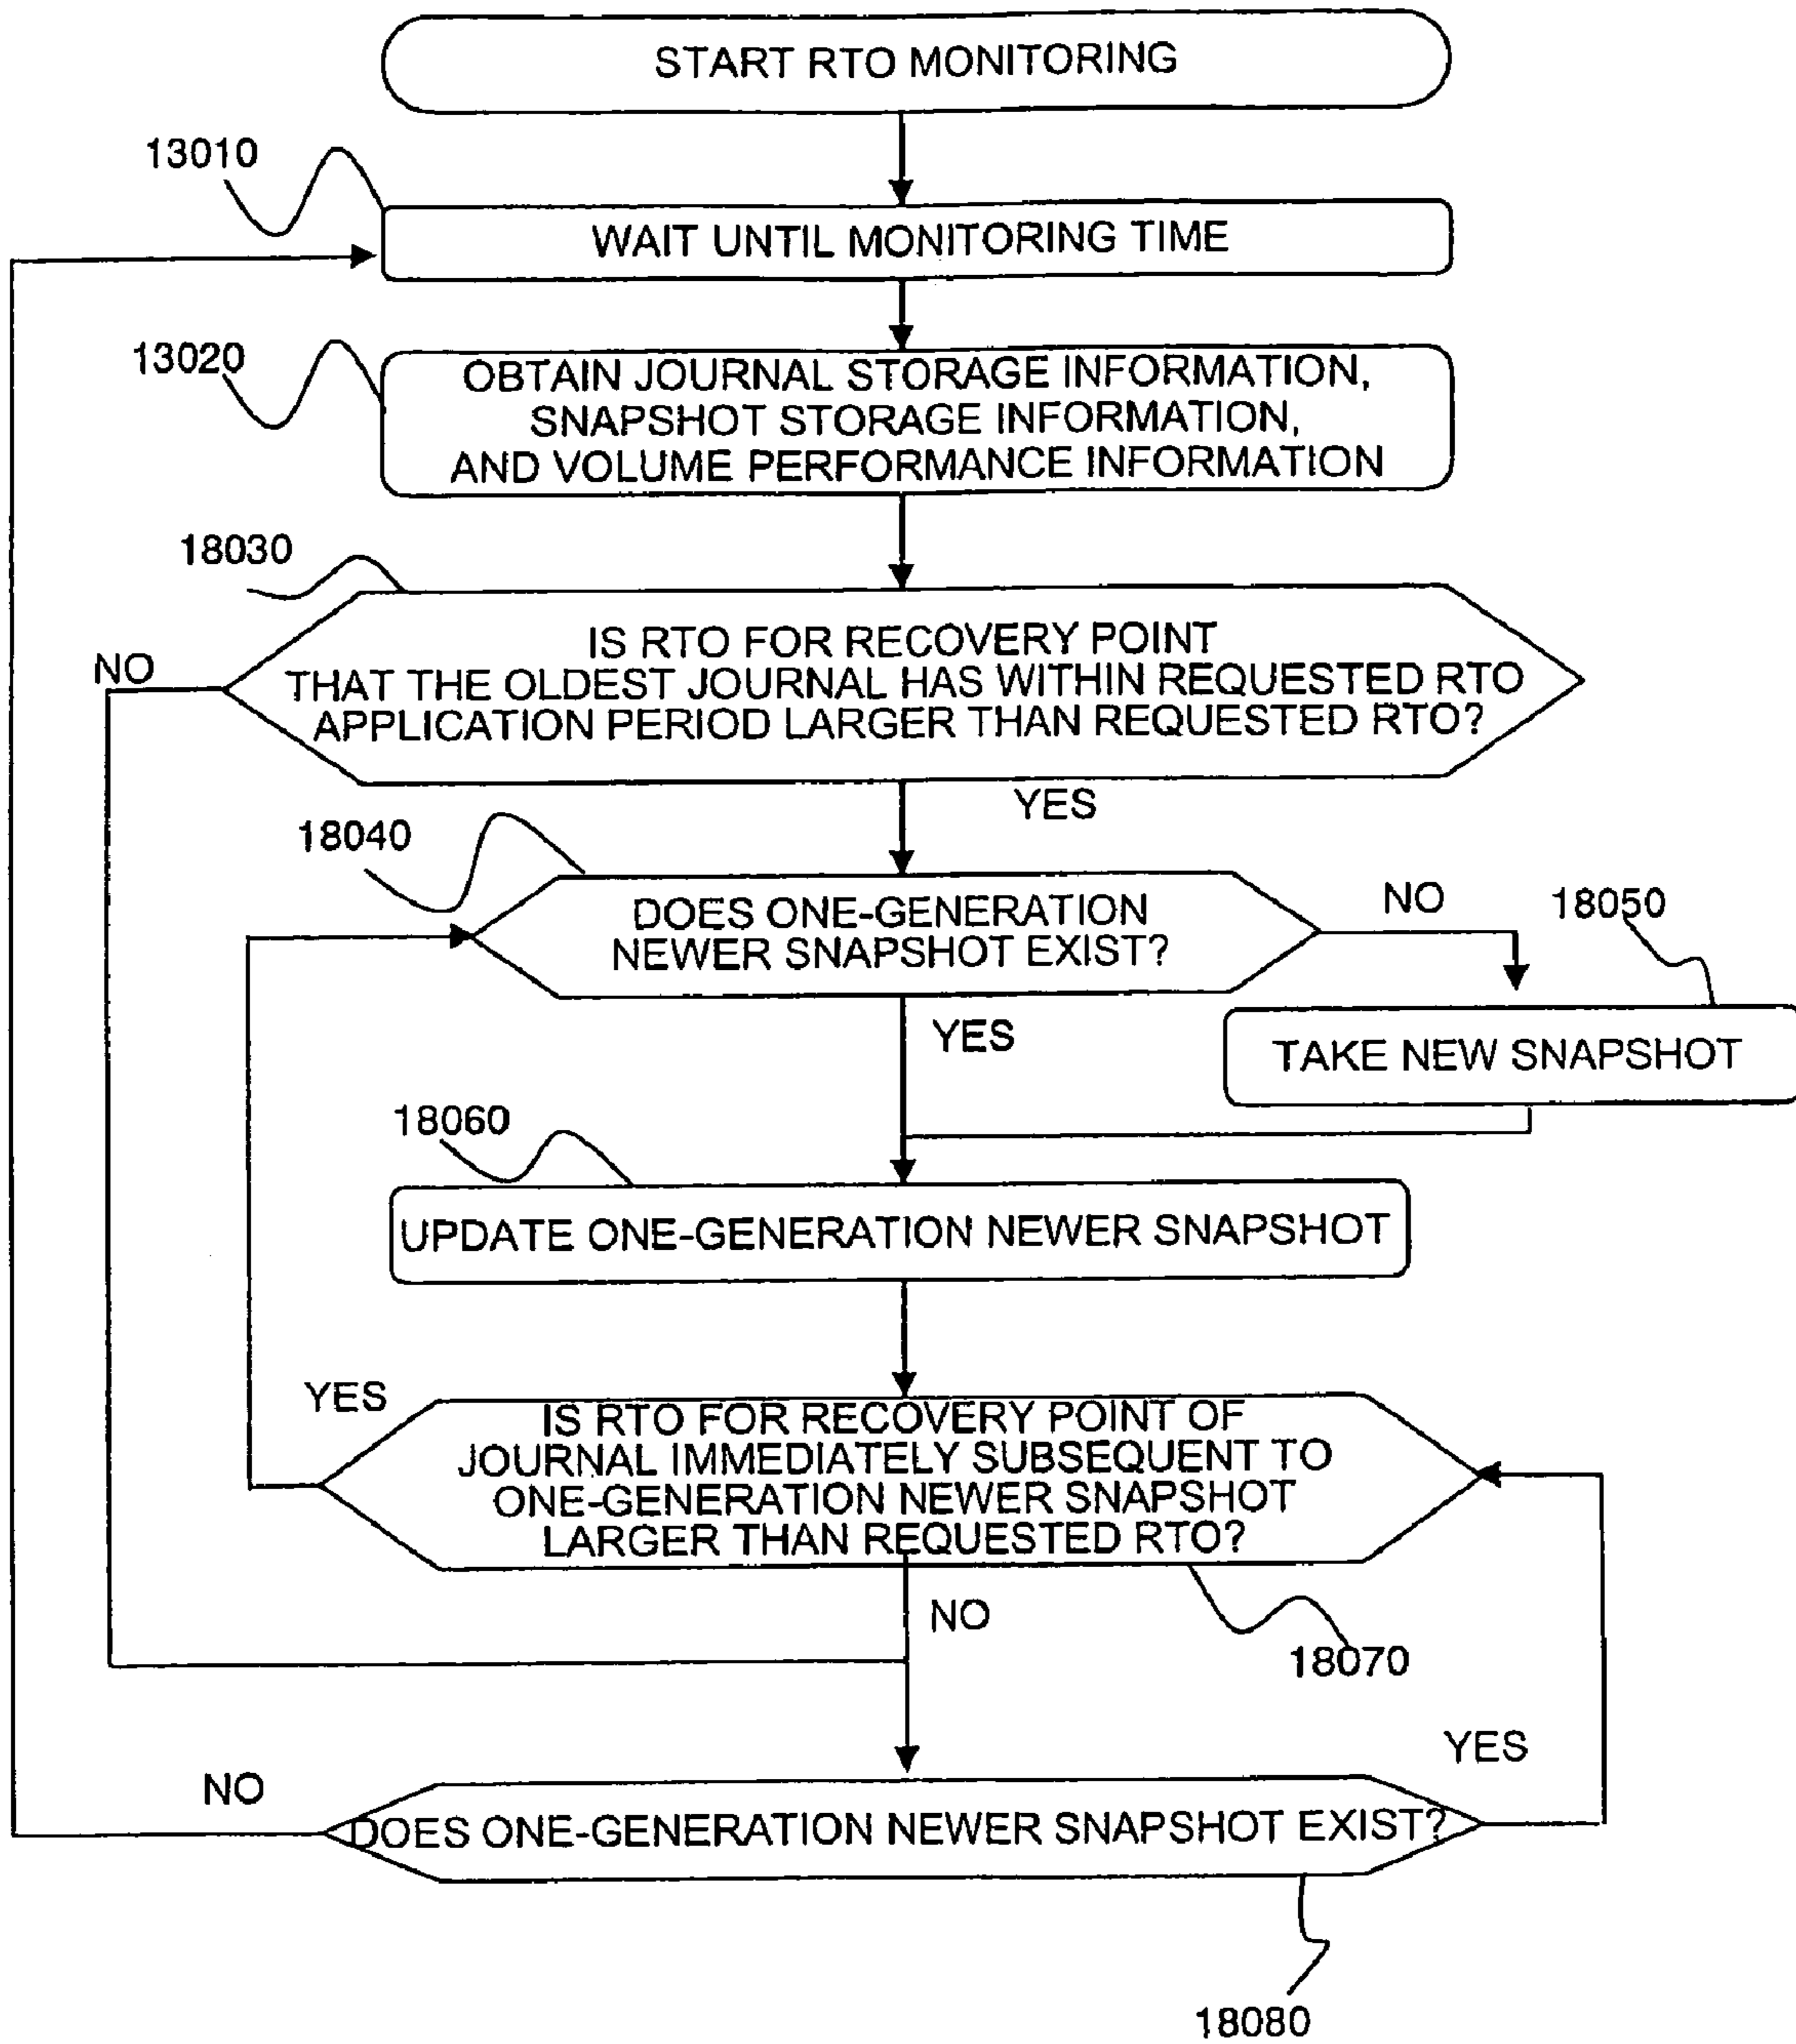 START RTO MONITORING
13010
WAIT UNTIL MONITORING TIME
13020
OBTAIN JOURNAL STORAGE INFORMATION,
SNAPSHOT STORAGE INFORMATION,
AND VOLUME PERFORMANCE INFORMATION
18030
IS RTO FOR RECOVERY POINT
THAT THE OLDEST JOURNAL HAS WITHIN REQUESTED RTO
APPLICATION PERIOD LARGER THAN REQUESTED RTO?
NO
YES
18040
DOES ONE-GENERATION
NEWER SNAPSHOT EXIST?
NO
18050
YES
TAKE NEW SNAPSHOT
18060
UPDATE ONE-GENERATION NEWER SNAPSHOT
YES
IS RTO FOR RECOVERY POINT OF
JOURNAL IMMEDIATELY SUBSEQUENT TO
ONE-GENERATION NEWER SNAPSHOT
LARGER THAN REQUESTED RTO?
NO
18070
YES
NO
DOES ONE-GENERATION NEWER SNAPSHOT EXIST?
18080